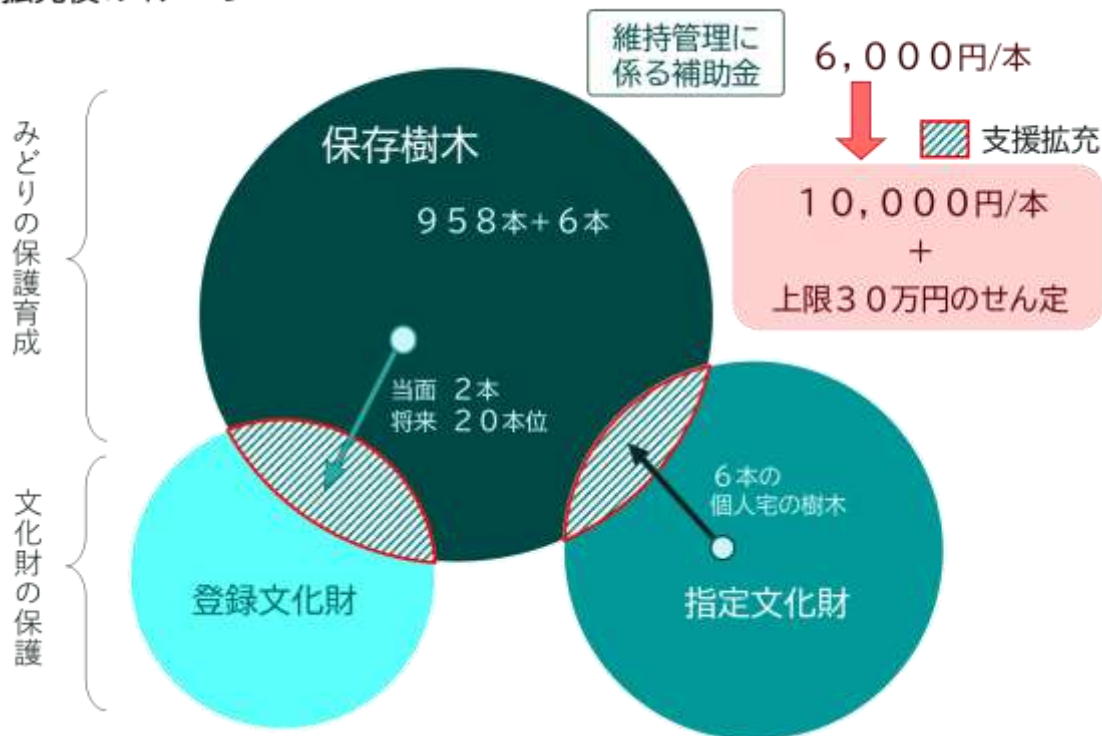 維持管理に
係る補助金
6,000円/本
支援拡充
10,000円/本
+
上限30万円のせん定
みどりの保護育成
保存樹木
958本+6本
当面 2本
将来 20本位
6本の
個人宅の樹木
文化財の保護
登録文化財
指定文化財